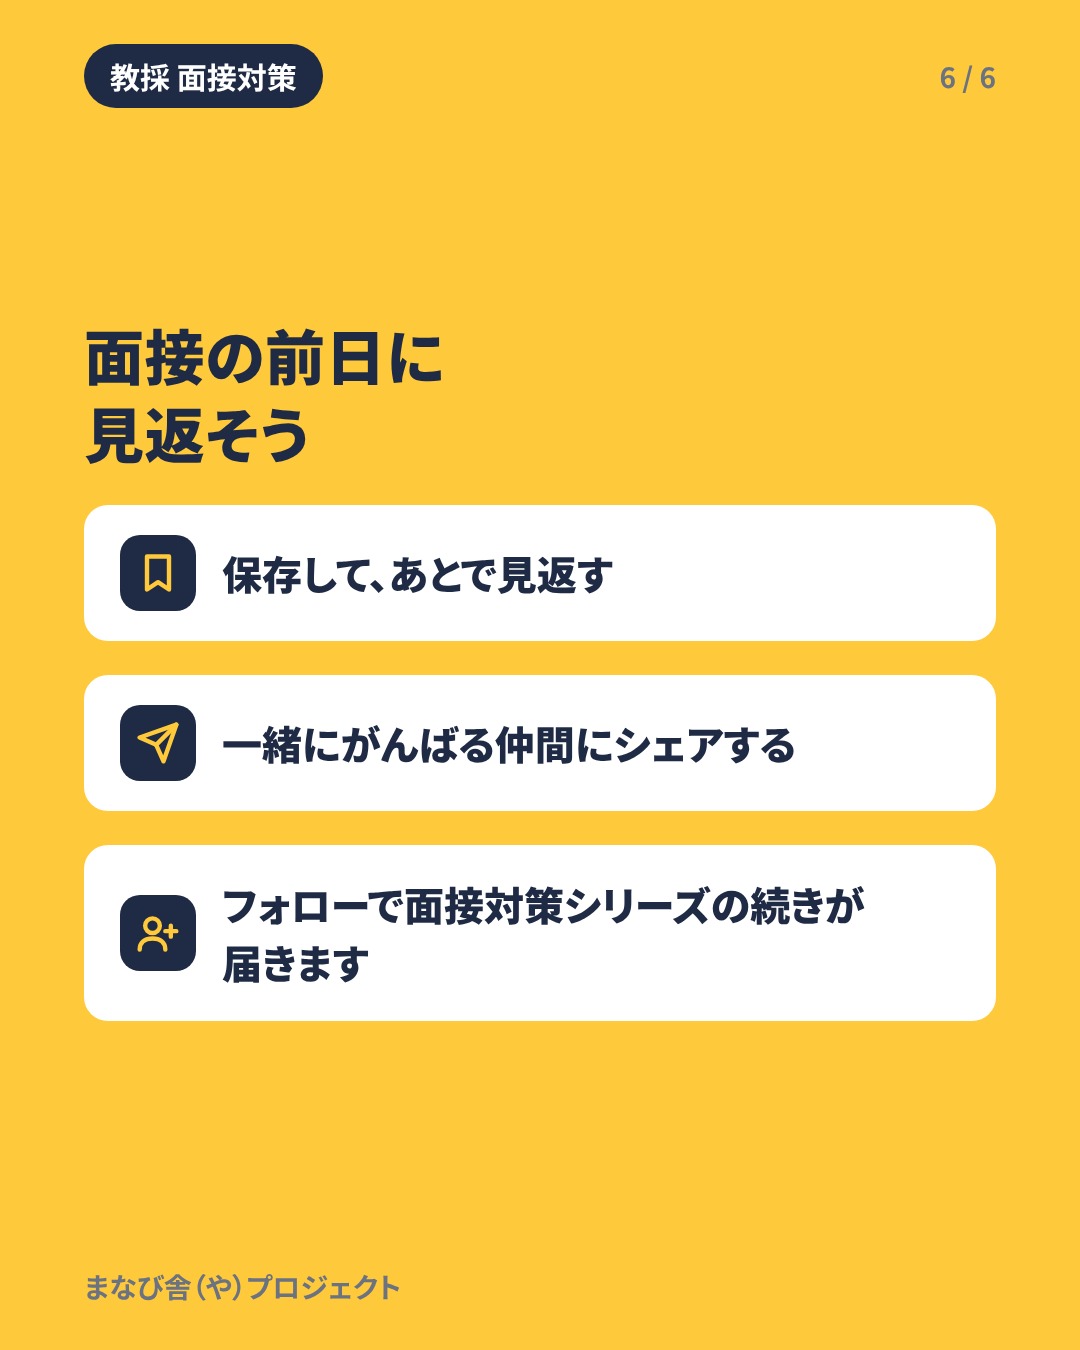 教採 面接対策
6 / 6
面接の前日に
見返そう
保存して、あとで見返す
一緒にがんばる仲間にシェアする
フォローで面接対策シリーズの続きが
届きます
まなび舎（や）プロジェクト